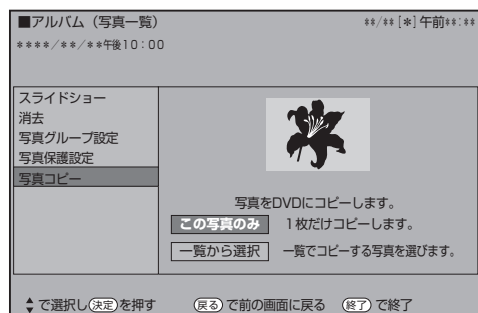 ■アルバム（写真一覧）　＊＊/＊＊[＊]午前＊＊:＊＊
＊＊＊＊/＊＊/＊＊午後10：00
スライドショー
消去
写真グループ設定
写真保護設定
写真コピー
写真をDVDにコピーします。
この写真のみ　1枚だけコピーします。
一覧から選択　一覧でコピーする写真を選びます。
で選択し 決定 を押す　戻る で前の画面に戻る　終了 で終了